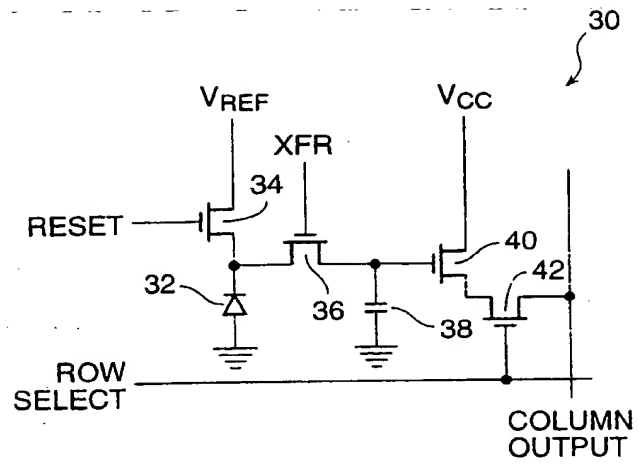 30
VREF
VCC
XFR
RESET
34
40
42
32
36
38
ROW
SELECT
COLUMN
OUTPUT